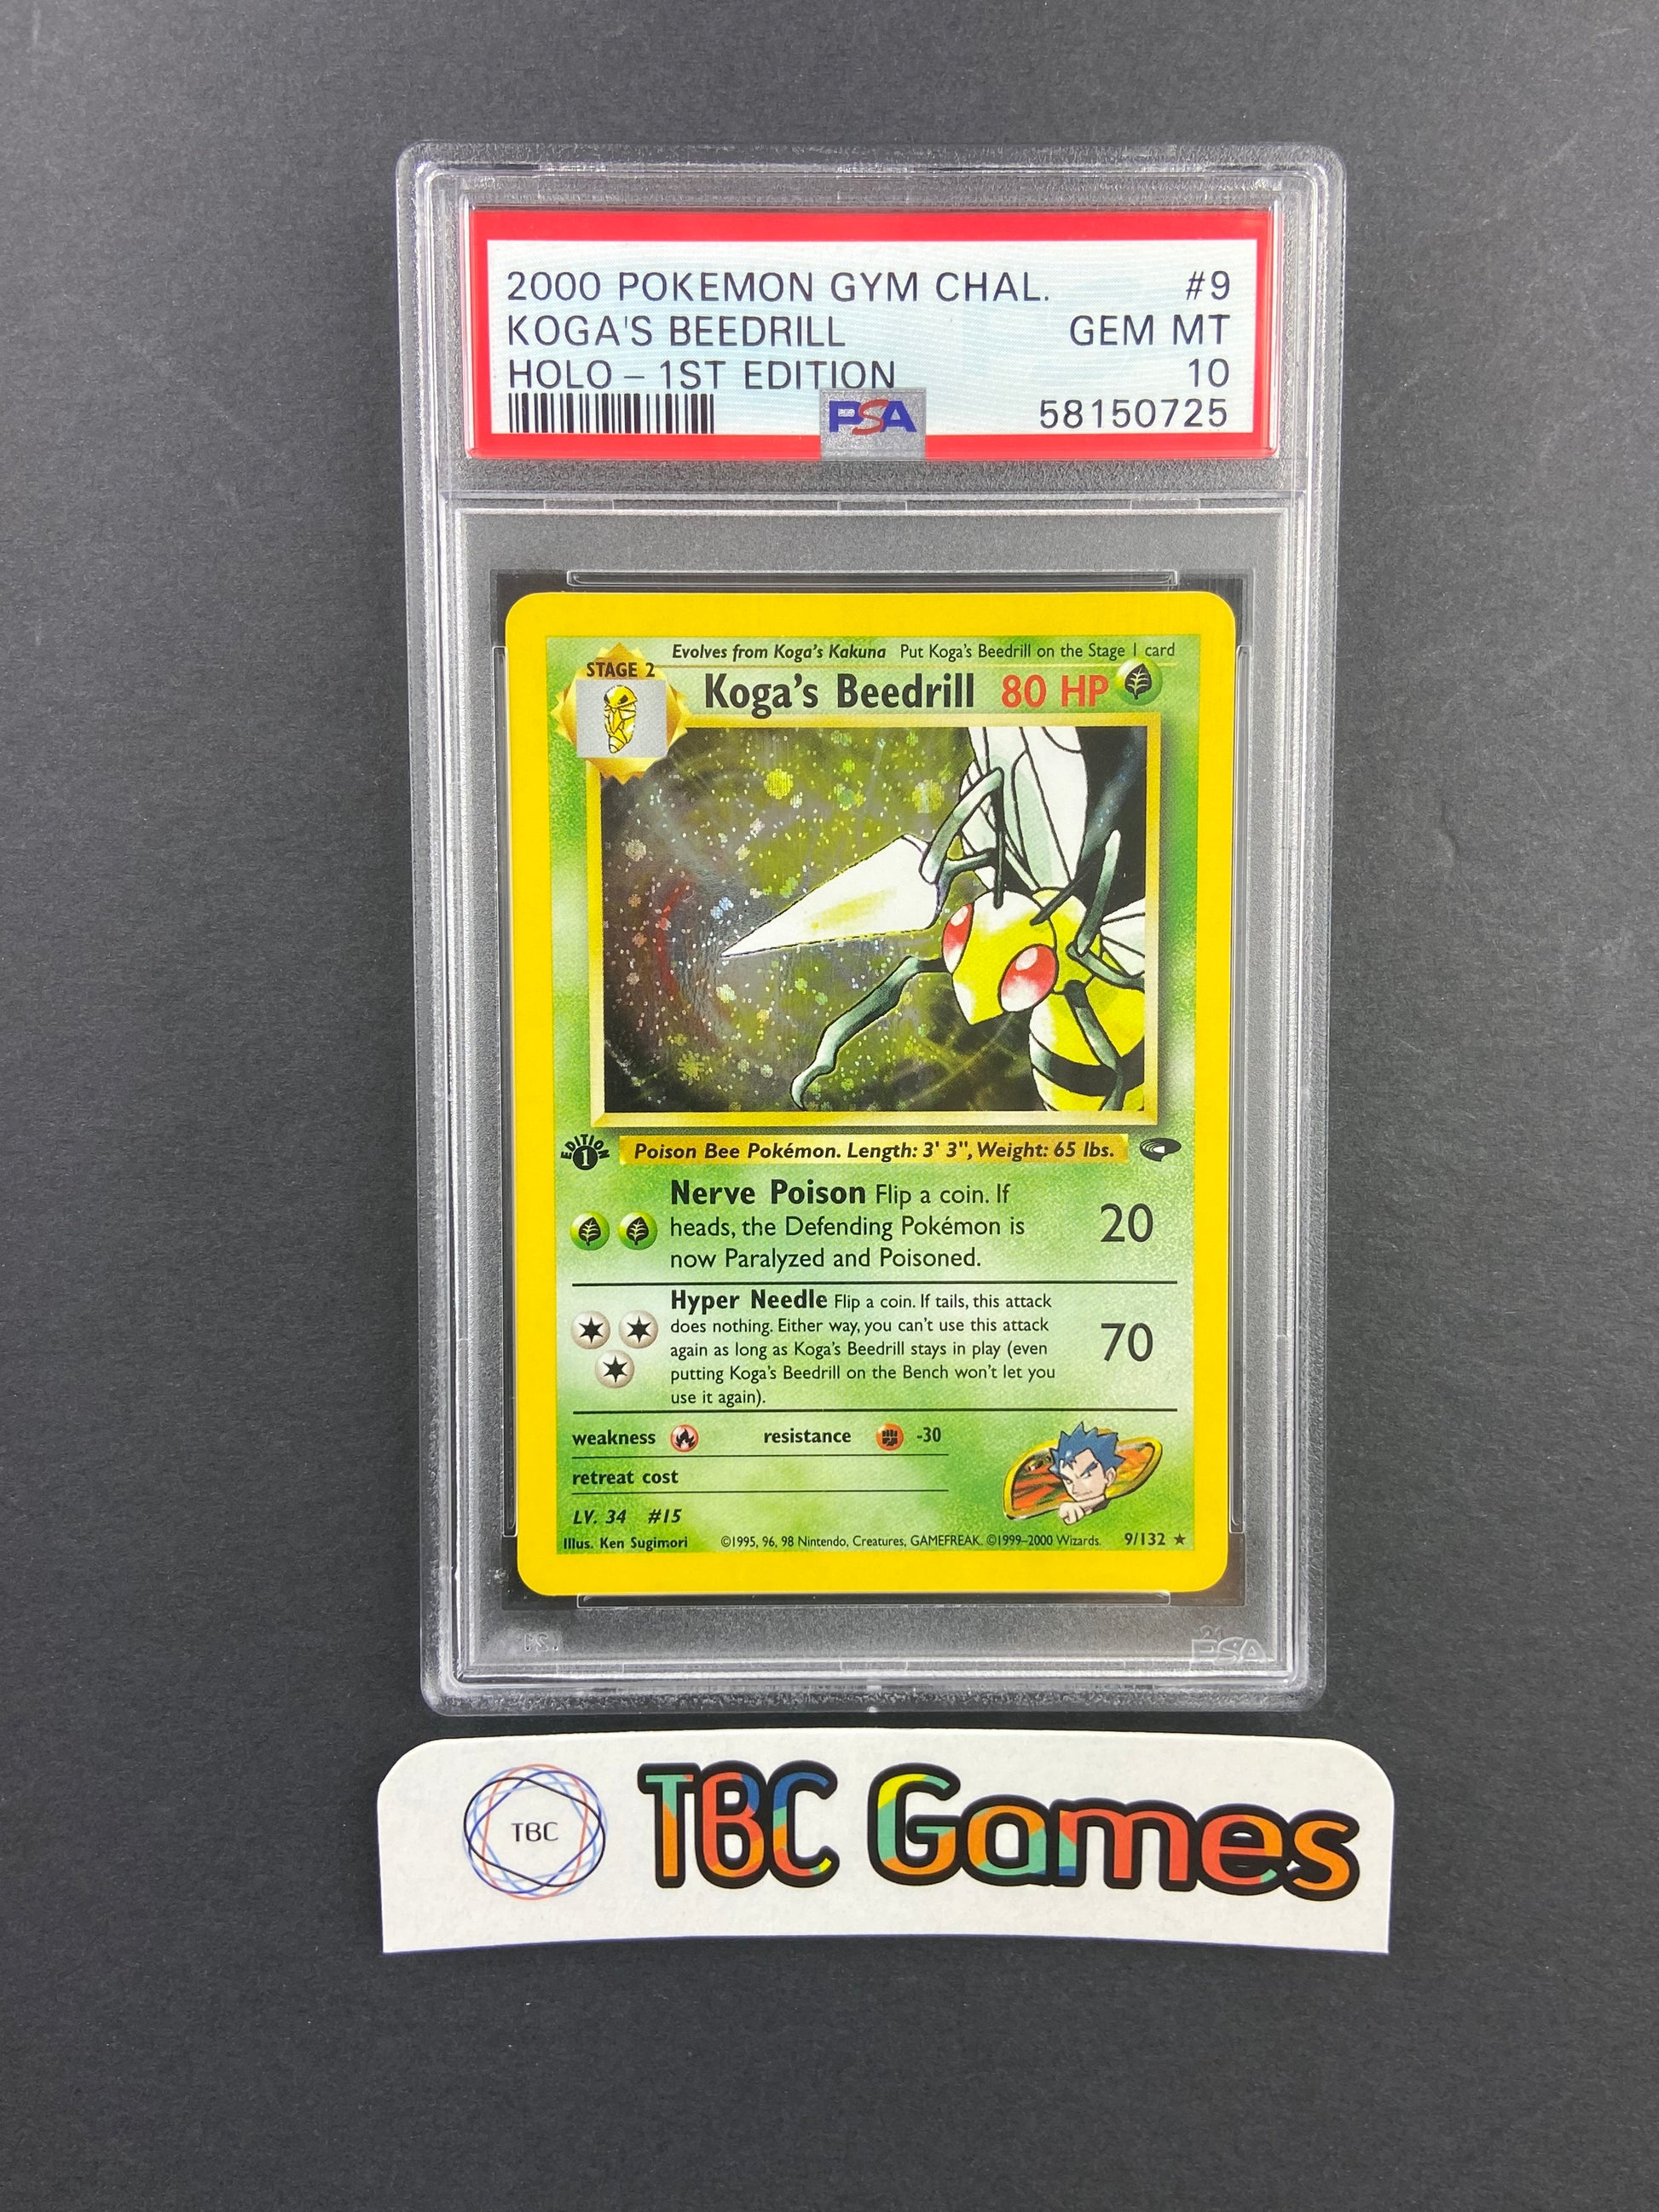 2000 POKEMON GYM CHAL. #9
KOGA'S BEEDRILL GEM MT
HOLO – 1ST EDITION 10
PSA 58150725
Evolves from Koga's Kakuna Put Koga's Beedrill on the Stage 1 card
STAGE 2
Koga's Beedrill 80 HP
EDITION 1
Poison Bee Pokémon. Length: 3' 3", Weight: 65 lbs.
Nerve Poison Flip a coin. If
heads, the Defending Pokémon is
now Paralyzed and Poisoned.
20
Hyper Needle Flip a coin. If tails, this attack
does nothing. Either way, you can't use this attack
again as long as Koga's Beedrill stays in play (even
putting Koga's Beedrill on the Bench won't let you
use it again).
70
weakness resistance -30
retreat cost
LV. 34 #15
Illus. Ken Sugimori ©1995, 96, 98 Nintendo, Creatures, GAMEFREAK. ©1999–2000 Wizards. 9/132 ★
PSA
TBC TBC Games